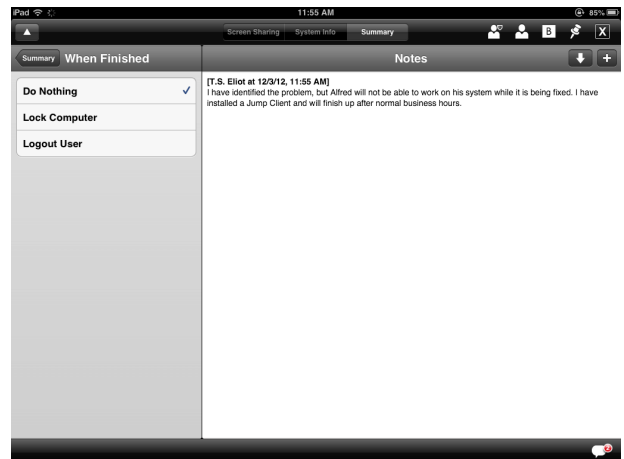 iPad 11:55 AM 85%
Screen Sharing System Info Summary B X
Summary When Finished Notes
Do Nothing
Lock Computer
Logout User
[T.S. Eliot at 12/3/12, 11:55 AM]
I have identified the problem, but Alfred will not be able to work on his system while it is being fixed. I have
installed a Jump Client and will finish up after normal business hours.